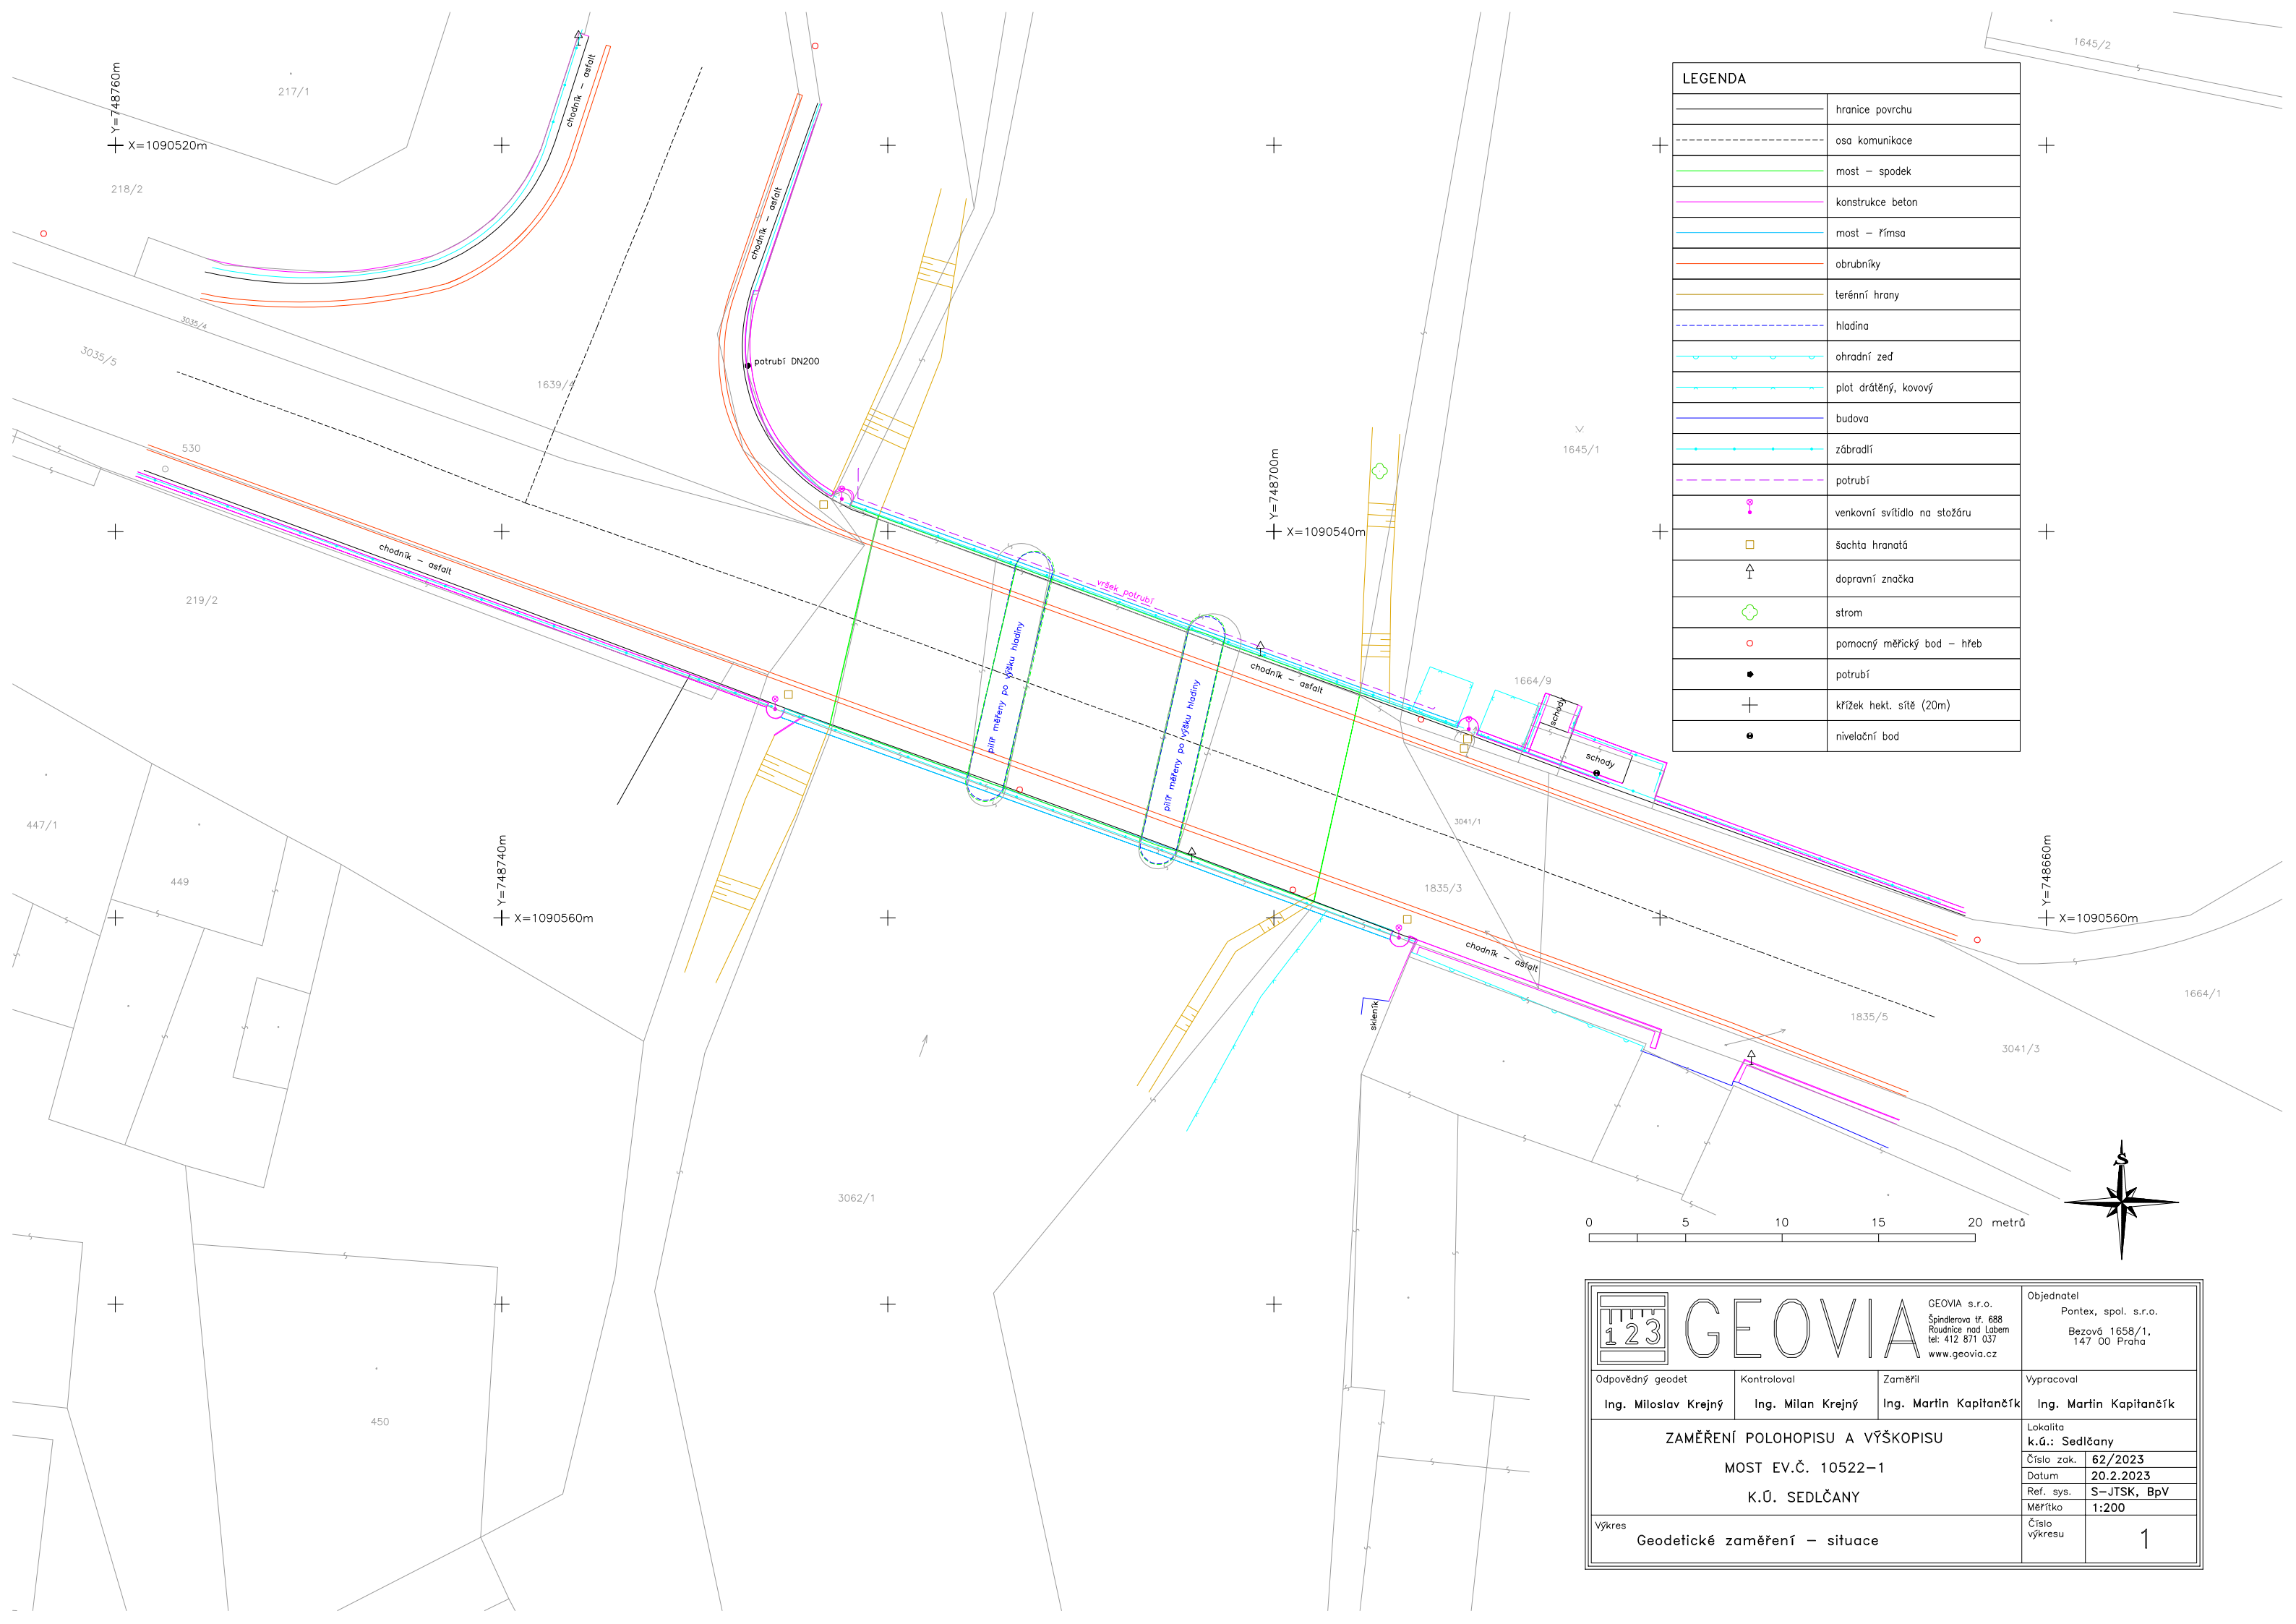 1645/2
217/1
Y=748760m
X=1090520m
218/2
chodník – asfalt
chodník – asfalt
3035/4
3035/5
1639/4
potrubí DN200
530
chodník – asfalt
219/2
Y=748700m
X=1090540m
1645/1
vršek potrubí
pilíř měřeny po výšku hladiny
pilíř měřeny po výšku hladiny
chodník – asfalt
1664/9
schody
schody
3041/1
447/1
449
Y=748740m
X=1090560m
1835/3
Y=748660m
X=1090560m
chodník – asfalt
skleník
1664/1
1835/5
3041/3
3062/1
450
LEGENDA
hranice povrchu
osa komunikace
most – spodek
konstrukce beton
most – římsa
obrubníky
terénní hrany
hladina
ohradní zeď
plot drátěný, kovový
budova
zábradlí
potrubí
venkovní svítidlo na stožáru
šachta hranatá
dopravní značka
strom
pomocný měřický bod – hřeb
potrubí
křížek hekt. sítě (20m)
nivelační bod
S
0 5 10 15 20 metrů
123
GEOVIA
GEOVIA s.r.o.
Špindlerova tř. 688
Roudnice nad Labem
tel: 412 871 037
www.geovia.cz
Objednatel
Pontex, spol. s.r.o.
Bezová 1658/1,
147 00 Praha
Odpovědný geodet
Ing. Miloslav Krejný
Kontroloval
Ing. Milan Krejný
Zaměřil
Ing. Martin Kapitančík
Vypracoval
Ing. Martin Kapitančík
ZAMĚŘENÍ POLOHOPISU A VÝŠKOPISU
MOST EV.Č. 10522–1
K.Ú. SEDLČANY
Lokalita
k.ú.: Sedlčany
Číslo zak. 62/2023
Datum 20.2.2023
Ref. sys. S–JTSK, BpV
Měřítko 1:200
Výkres
Geodetické zaměření – situace
Číslo
výkresu
1